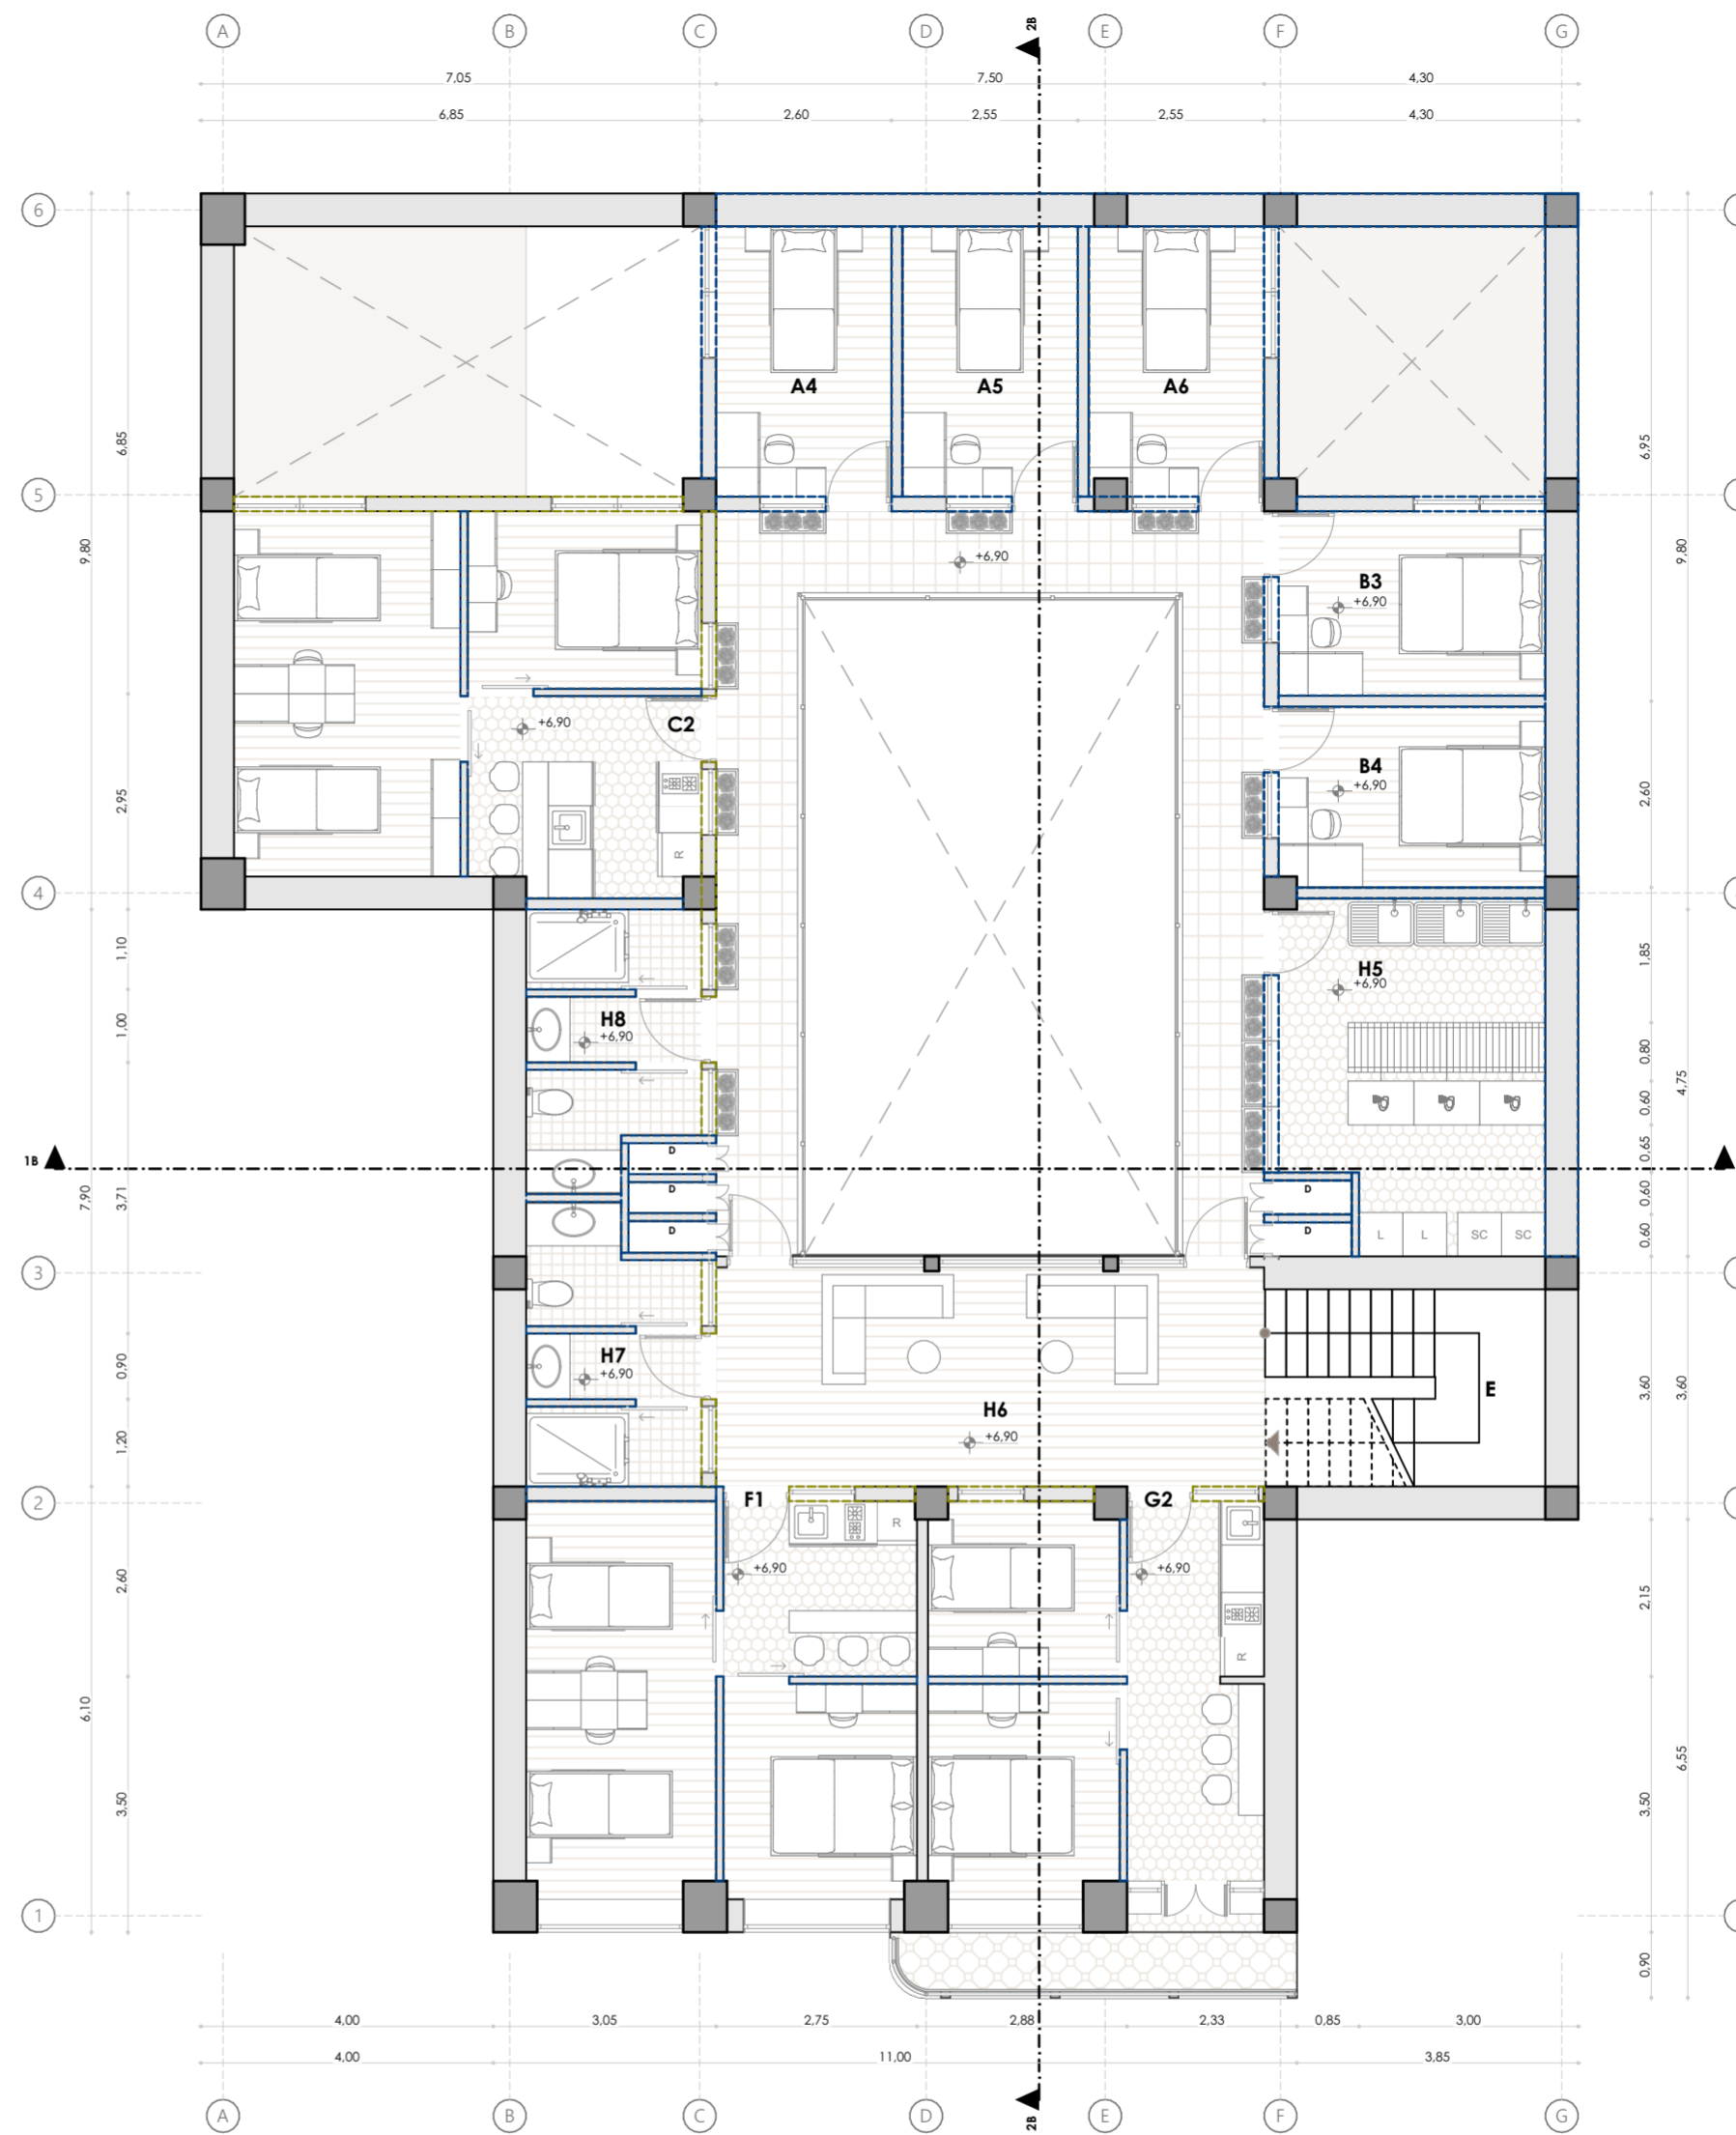 A B C D 2B E F G
7,05 7,50 4,30
6,85 2,60 2,55 2,55 4,30
6
A4 A5 A6
6,85 6,95
5
9,80 9,80
+6,90
B3
+6,90
C2
+6,90
B4
+6,90
2,95 2,60
R
4
1,10 1,85
H5
+6,90
1,00
H8
+6,90
0,80
4,75
0,60
D
0,65
1B
D D
7,90 3,71 0,60
D D
L L SC SC
0,60
3
0,90
H7
+6,90
3,60 3,60
E
H6
+6,90
1,20
2
F1 G2
R
+6,90 +6,90
2,60 2,15
R
6,10
6,55
3,50 3,50
1
0,90
4,00 3,05 2,75 2,88 2,33 0,85 3,00
4,00 11,00 3,85
A B C D 2B E F G